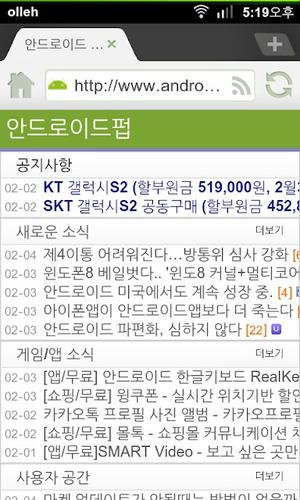 olleh 5:19오후
안드로이드 ...
http://www.andro...
안드로이드펍
공지사항
02-02 KT 갤럭시S2 (할부원금 519,000원, 2월
02-02 SKT 갤럭시S2 공동구매 (할부원금 452,8
새로운 소식 더보기
02-04 제4이통 어려워진다...방통위 심사 강화
02-03 윈도폰8 베일벗다.. '윈도8 커널+멀티코어
02-03 안드로이드 미국에서도 계속 성장 중. [4]
02-02 아이폰앱이 안드로이드앱보다 더 죽는다
02-03 안드로이드 파편화, 심하지 않다 [22]
게임/앱 소식 더보기
02-03 [앱/무료] 안드로이드 한글키보드 RealKe
02-03 [쇼핑/무료] 윙쿠폰 - 실시간 위치기반 할인
02-02 카카오톡 프로필 사진 앨범 - 카카오프로필
02-02 [쇼핑/무료] 몰톡 - 쇼핑몰 커뮤니케이션
02-02 [앱/무료]SMART Video - 보고 싶은 곳만
사용자 공간 더보기